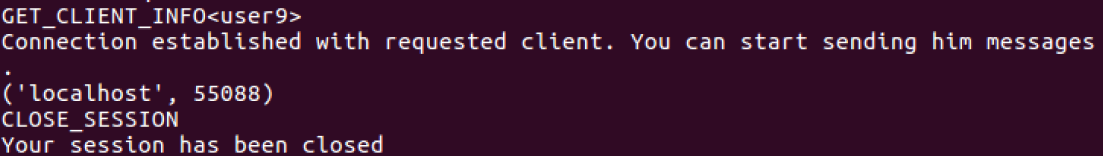 GET_CLIENT_INFO<user9>
Connection established with requested client. You can start sending him messages
.
('localhost', 55088)
CLOSE_SESSION
Your session has been closed